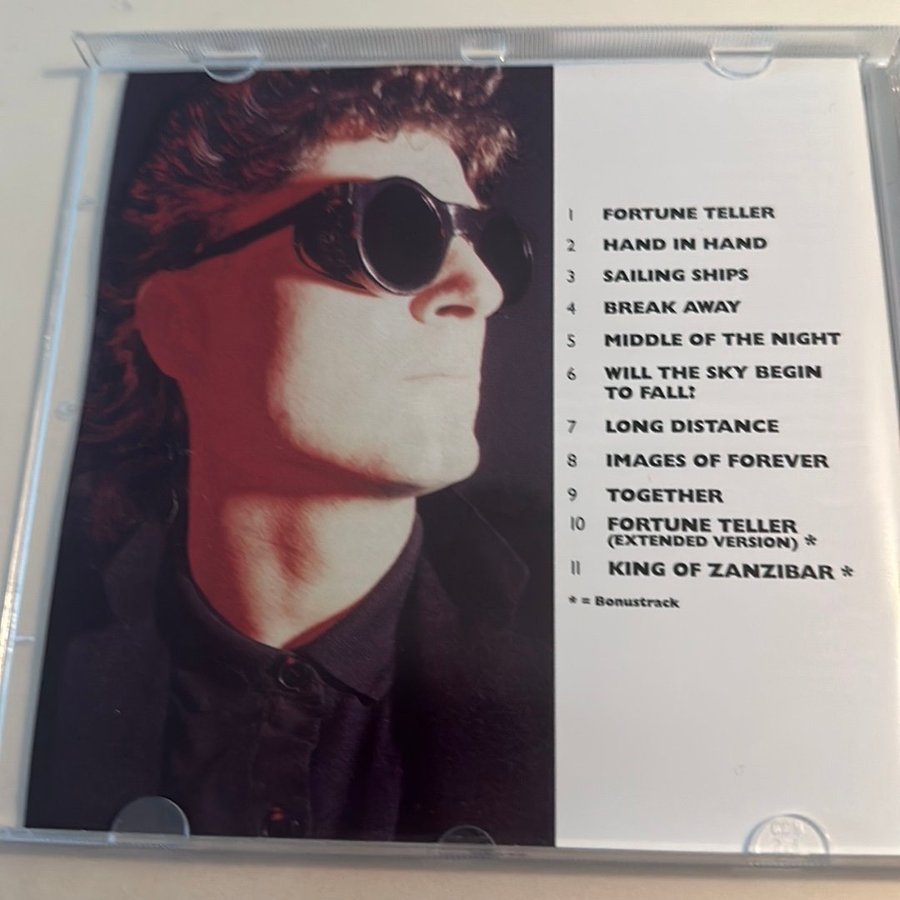 1 FORTUNE TELLER
2 HAND IN HAND
3 SAILING SHIPS
4 BREAK AWAY
5 MIDDLE OF THE NIGHT
6 WILL THE SKY BEGIN
TO FALL?
7 LONG DISTANCE
8 IMAGES OF FOREVER
9 TOGETHER
10 FORTUNE TELLER
(EXTENDED VERSION) *
11 KING OF ZANZIBAR *
* = Bonustrack